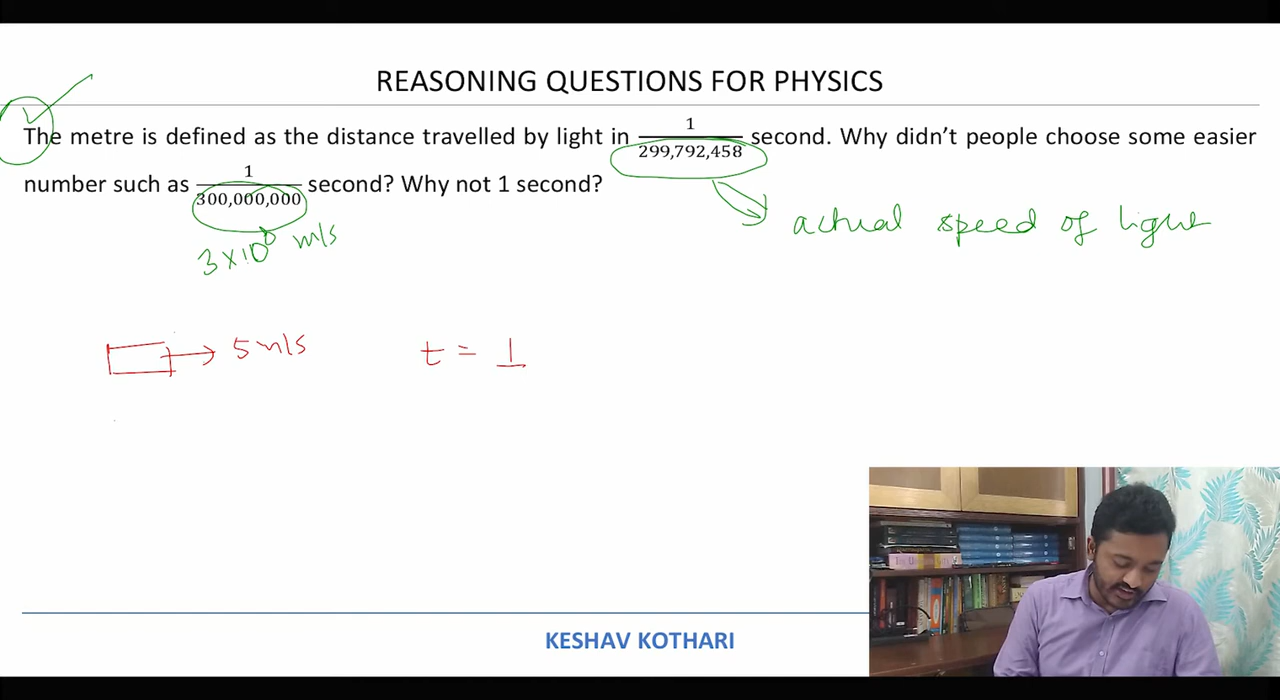 REASONING QUESTIONS FOR PHYSICS
The metre is defined as the distance travelled by light in 1/299,792,458 second. Why didn't people choose some easier
number such as 1/300,000,000 second? Why not 1 second?
actual speed of light
3×10⁸ m/s
5 m/s t = 1
KESHAV KOTHARI